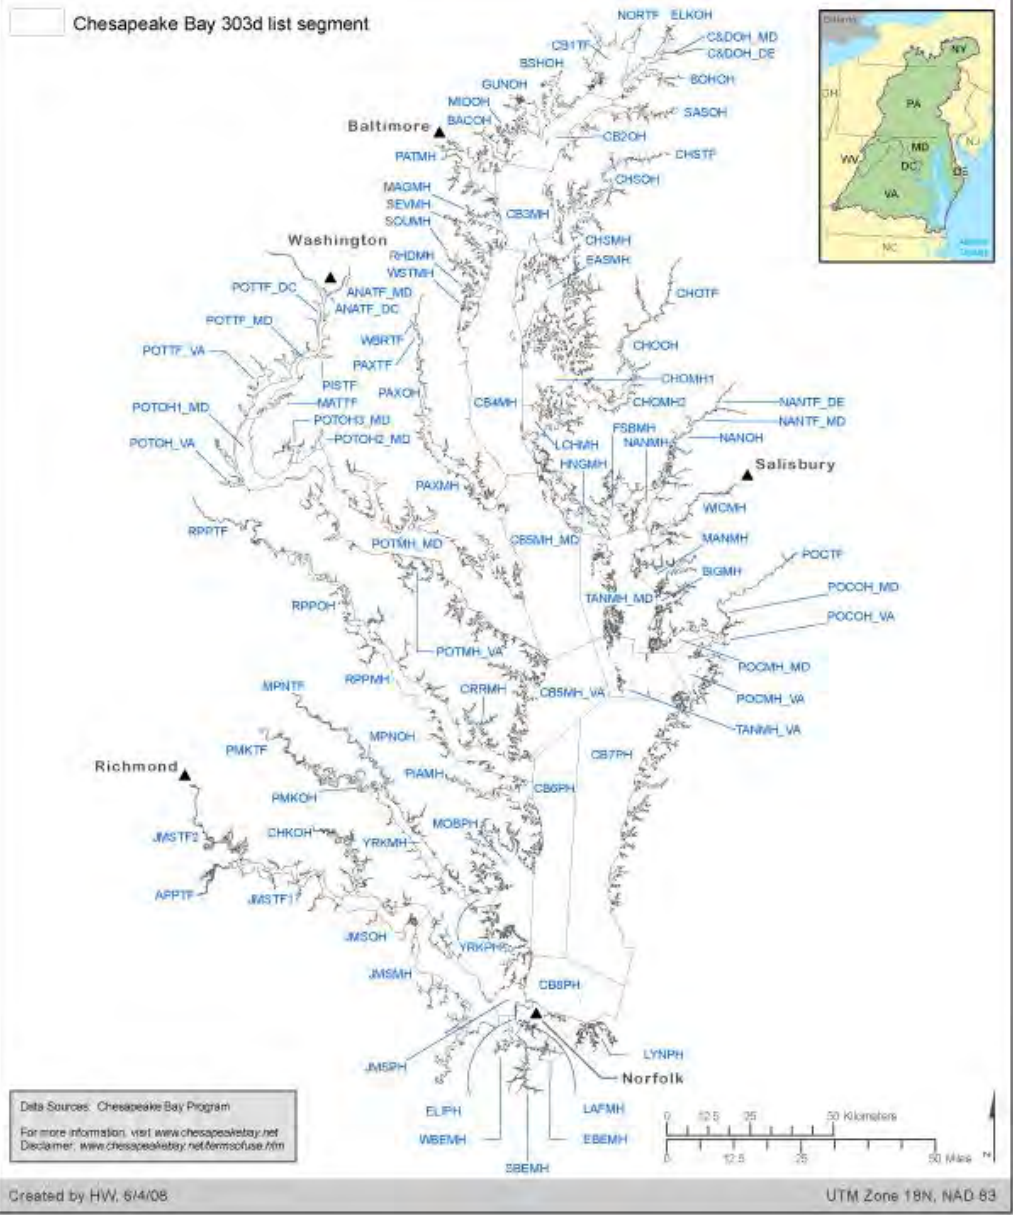 Chesapeake Bay 303d list segment
NORTF
ELKOH
CB1TF
C&DOH_MD
C&DOH_DE
BSHOH
BOHOH
GUNOH
MIDOH
SASOH
BACOH
Baltimore
CB2OH
PATMH
CHSTF
CHSOH
MAGMH
SEVMH
CB3MH
SOUMH
Washington
CHSMH
RHDMH
EASMH
WSTMH
POTTF_DC
ANATF_MD
CHOTF
ANATF_DC
POTTF_MD
WBRTF
CHOOH
POTTF_VA
PAXTF
CHOMH1
PISTF
PAXOH
MATTF
CB4MH
CHOMH2
NANTF_DE
POTOH1_MD
POTOH3_MD
NANTF_MD
FSBMH
POTOH2_MD
NANOH
POTOH_VA
LCHMH
NANMH
HNGMH
Salisbury
PAXMH
WICMH
RPPTF
POTMH_MD
CB5MH_MD
MANMH
POCTF
BIGMH
POCOH_MD
TANMH_MD
RPPOH
POCOH_VA
POTMH_VA
POCMH_MD
RPPMH
MPNTF
CRRMH
CB5MH_VA
POCMH_VA
TANMH_VA
MPNOH
PMKTF
CB7PH
Richmond
PIAMH
CB6PH
PMKOH
MOBPH
JMSTF2
CHKOH
YRKMH
APPTF
JMSTF1
JMSOH
YRKPH
JMSMH
CB8PH
LYNPH
JMSPH
Norfolk
ELIPH
LAFMH
WBEMH
EBEMH
SBEMH
NY
OH
PA
NJ
MD
WV
DC
DE
VA
NC
Data Sources: Chesapeake Bay Program
For more information, visit www.chesapeakebay.net
Disclaimer: www.chesapeakebay.net/termsofuse.htm
0 12.5 25 50 Kilometers
0 12.5 25 50 Miles
N
Created by HW, 6/4/08
UTM Zone 18N, NAD 83